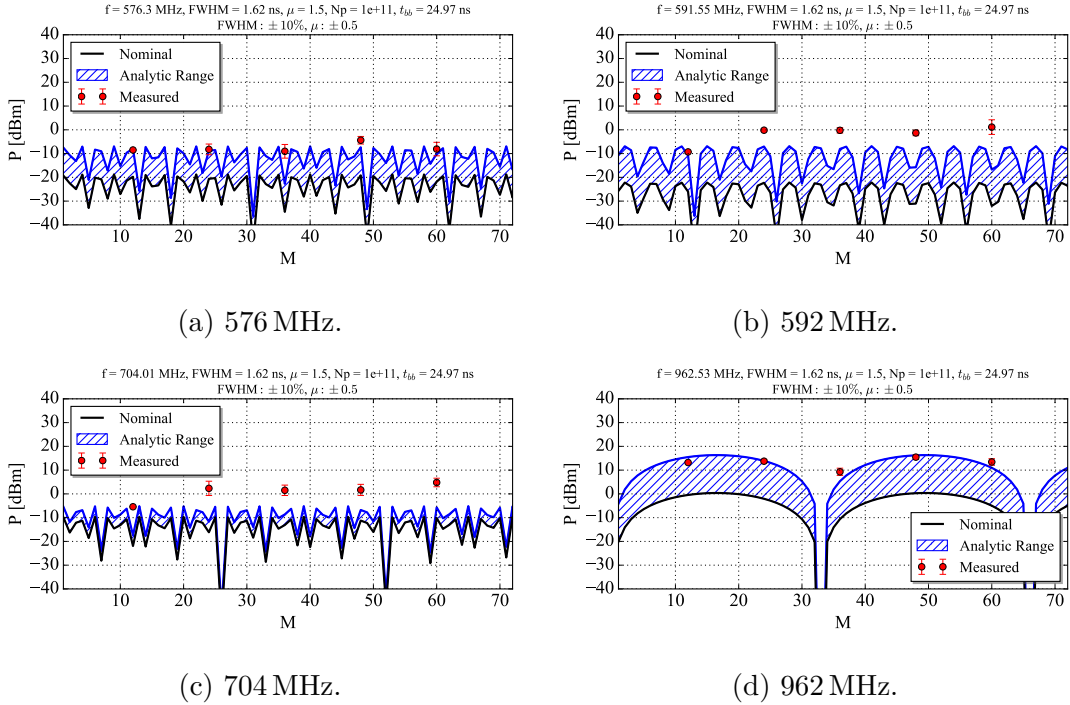 f = 576.3 MHz, FWHM = 1.62 ns, μ = 1.5, Np = 1e+11, t_bb = 24.97 ns
FWHM : ±10%, μ : ±0.5
Nominal
Analytic Range
Measured
P [dBm]
40
30
20
10
0
−10
−20
−30
−40
10 20 30 40 50 60 70
M
(a) 576 MHz.
f = 591.55 MHz, FWHM = 1.62 ns, μ = 1.5, Np = 1e+11, t_bb = 24.97 ns
FWHM : ±10%, μ : ±0.5
Nominal
Analytic Range
Measured
P [dBm]
40
30
20
10
0
−10
−20
−30
−40
10 20 30 40 50 60 70
M
(b) 592 MHz.
f = 704.01 MHz, FWHM = 1.62 ns, μ = 1.5, Np = 1e+11, t_bb = 24.97 ns
FWHM : ±10%, μ : ±0.5
Nominal
Analytic Range
Measured
P [dBm]
40
30
20
10
0
−10
−20
−30
−40
10 20 30 40 50 60 70
M
(c) 704 MHz.
f = 962.53 MHz, FWHM = 1.62 ns, μ = 1.5, Np = 1e+11, t_bb = 24.97 ns
FWHM : ±10%, μ : ±0.5
P [dBm]
40
30
20
10
0
−10
−20
−30
−40
Nominal
Analytic Range
Measured
10 20 30 40 50 60 70
M
(d) 962 MHz.